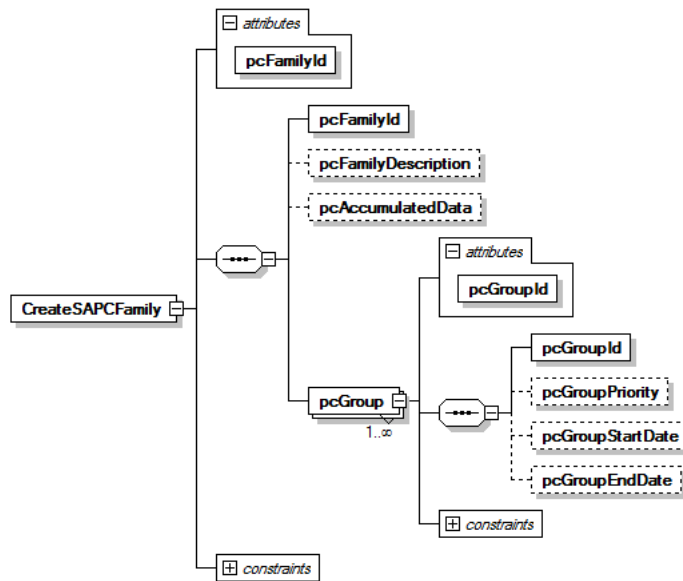 attributes
pcFamilyId
pcFamilyId
pcFamilyDescription
pcAccumulatedData
attributes
pcGroupId
CreateSAPCFamily
pcGroupId
pcGroupPriority
pcGroup
1..∞
pcGroupStartDate
pcGroupEndDate
constraints
constraints